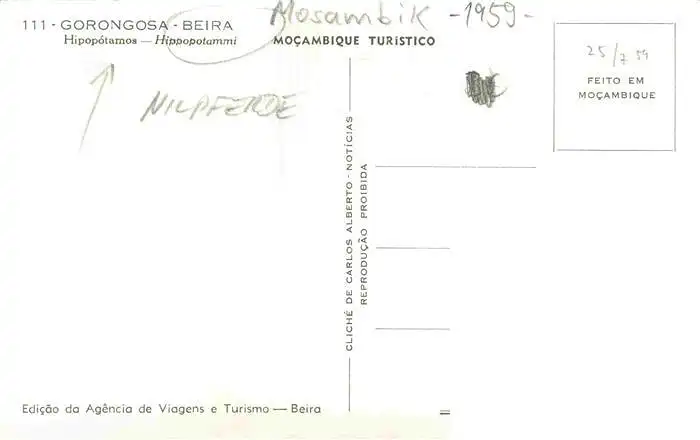 Mosambik -1959-
111 - GORONGOSA - BEIRA
Hipopótamos — Hippopotammi
MOÇAMBIQUE TURÍSTICO
NILPFERDE
25/7 59
FEITO EM
MOÇAMBIQUE
CLICHÉ DE CARLOS ALBERTO - NOTÍCIAS
REPRODUÇÃO PROIBIDA
Edição da Agência de Viagens e Turismo — Beira